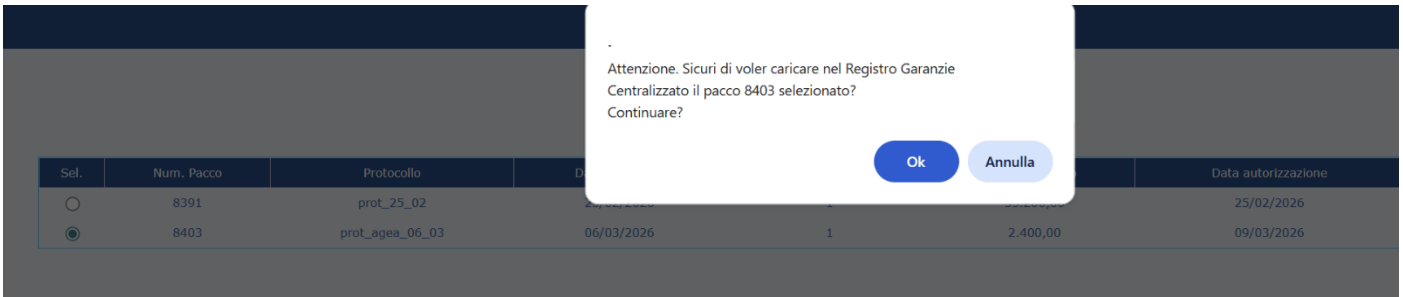 .
Attenzione. Sicuri di voler caricare nel Registro Garanzie
Centralizzato il pacco 8403 selezionato?
Continuare?
Ok Annulla
Sel. Num. Pacco Protocollo Data autorizzazione
8391 prot_25_02 1 25/02/2026
8403 prot_agea_06_03 06/03/2026 1 2.400,00 09/03/2026